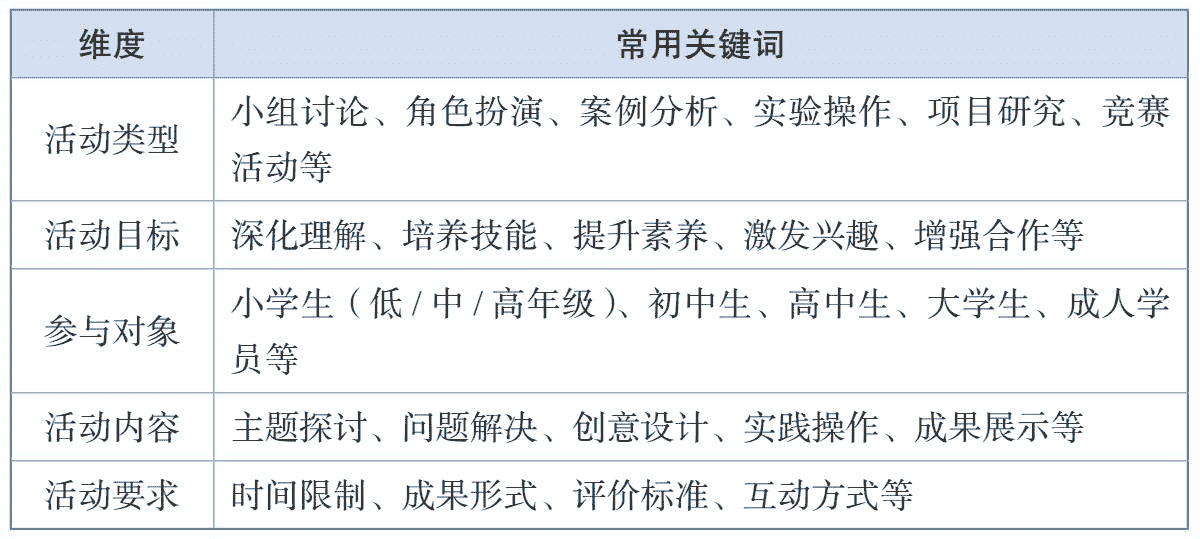 维度
常用关键词
活动类型
小组讨论、角色扮演、案例分析、实验操作、项目研究、竞赛
活动等
活动目标
深化理解、培养技能、提升素养、激发兴趣、增强合作等
参与对象
小学生（低 / 中 / 高年级）、初中生、高中生、大学生、成人学
员等
活动内容
主题探讨、问题解决、创意设计、实践操作、成果展示等
活动要求
时间限制、成果形式、评价标准、互动方式等